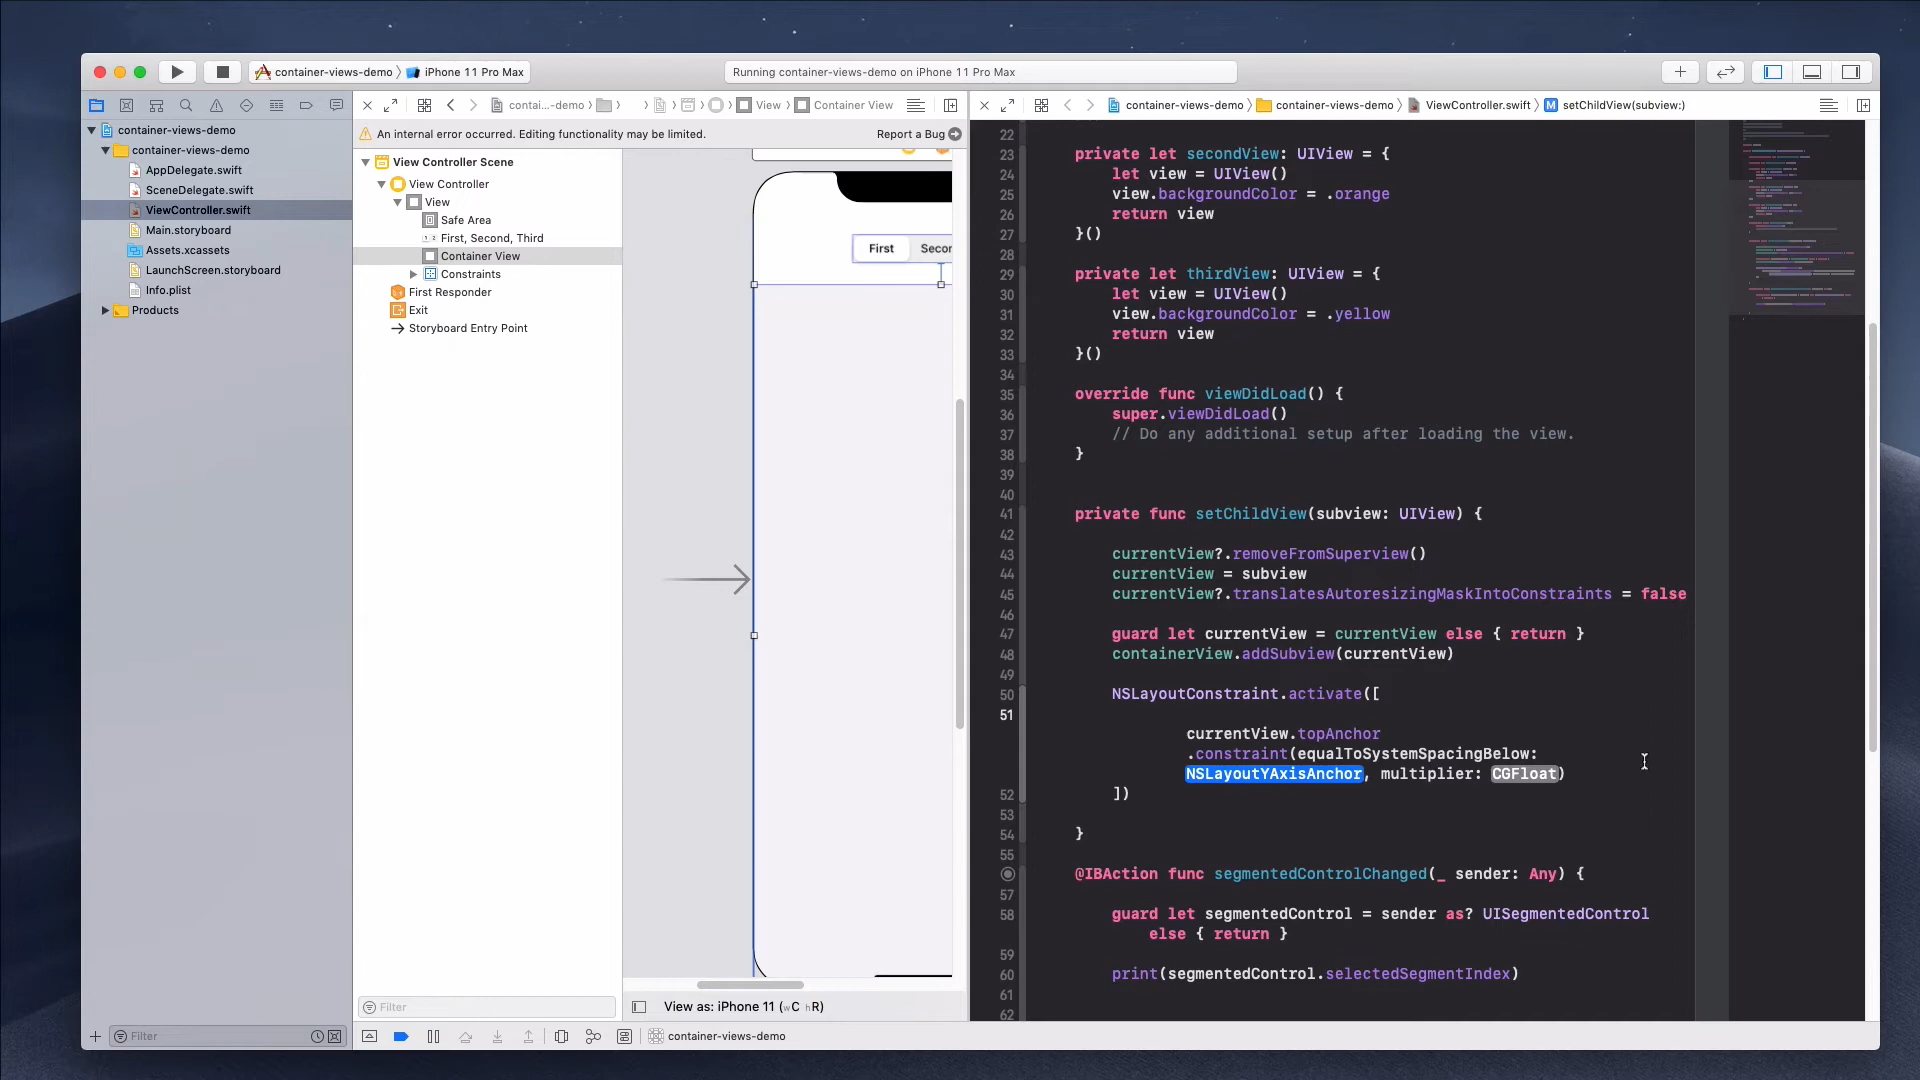 container-views-demo
iPhone 11 Pro Max
Running container-views-demo on iPhone 11 Pro Max
contai...-demo
View
Container View
container-views-demo
container-views-demo
ViewController.swift
M
setChildView(subview:)
container-views-demo
container-views-demo
AppDelegate.swift
SceneDelegate.swift
ViewController.swift
Main.storyboard
Assets.xcassets
LaunchScreen.storyboard
Info.plist
Products
An internal error occurred. Editing functionality may be limited.
Report a Bug
View Controller Scene
View Controller
View
Safe Area
First, Second, Third
Container View
Constraints
First Responder
Exit
Storyboard Entry Point
First
Secor
22
23 private let secondView: UIView = {
24 let view = UIView()
25 view.backgroundColor = .orange
26 return view
27 }()
28
29 private let thirdView: UIView = {
30 let view = UIView()
31 view.backgroundColor = .yellow
32 return view
33 }()
34
35 override func viewDidLoad() {
36 super.viewDidLoad()
37 // Do any additional setup after loading the view.
38 }
39
40
41 private func setChildView(subview: UIView) {
42
43 currentView?.removeFromSuperview()
44 currentView = subview
45 currentView?.translatesAutoresizingMaskIntoConstraints = false
46
47 guard let currentView = currentView else { return }
48 containerView.addSubview(currentView)
49
50 NSLayoutConstraint.activate([
51
currentView.topAnchor
.constraint(equalToSystemSpacingBelow:
NSLayoutYAxisAnchor, multiplier: CGFloat)
52 ])
53
54 }
55
@IBAction func segmentedControlChanged(_ sender: Any) {
57
58 guard let segmentedControl = sender as? UISegmentedControl
else { return }
59
60 print(segmentedControl.selectedSegmentIndex)
61
62
Filter
View as: iPhone 11 (wC hR)
Filter
container-views-demo